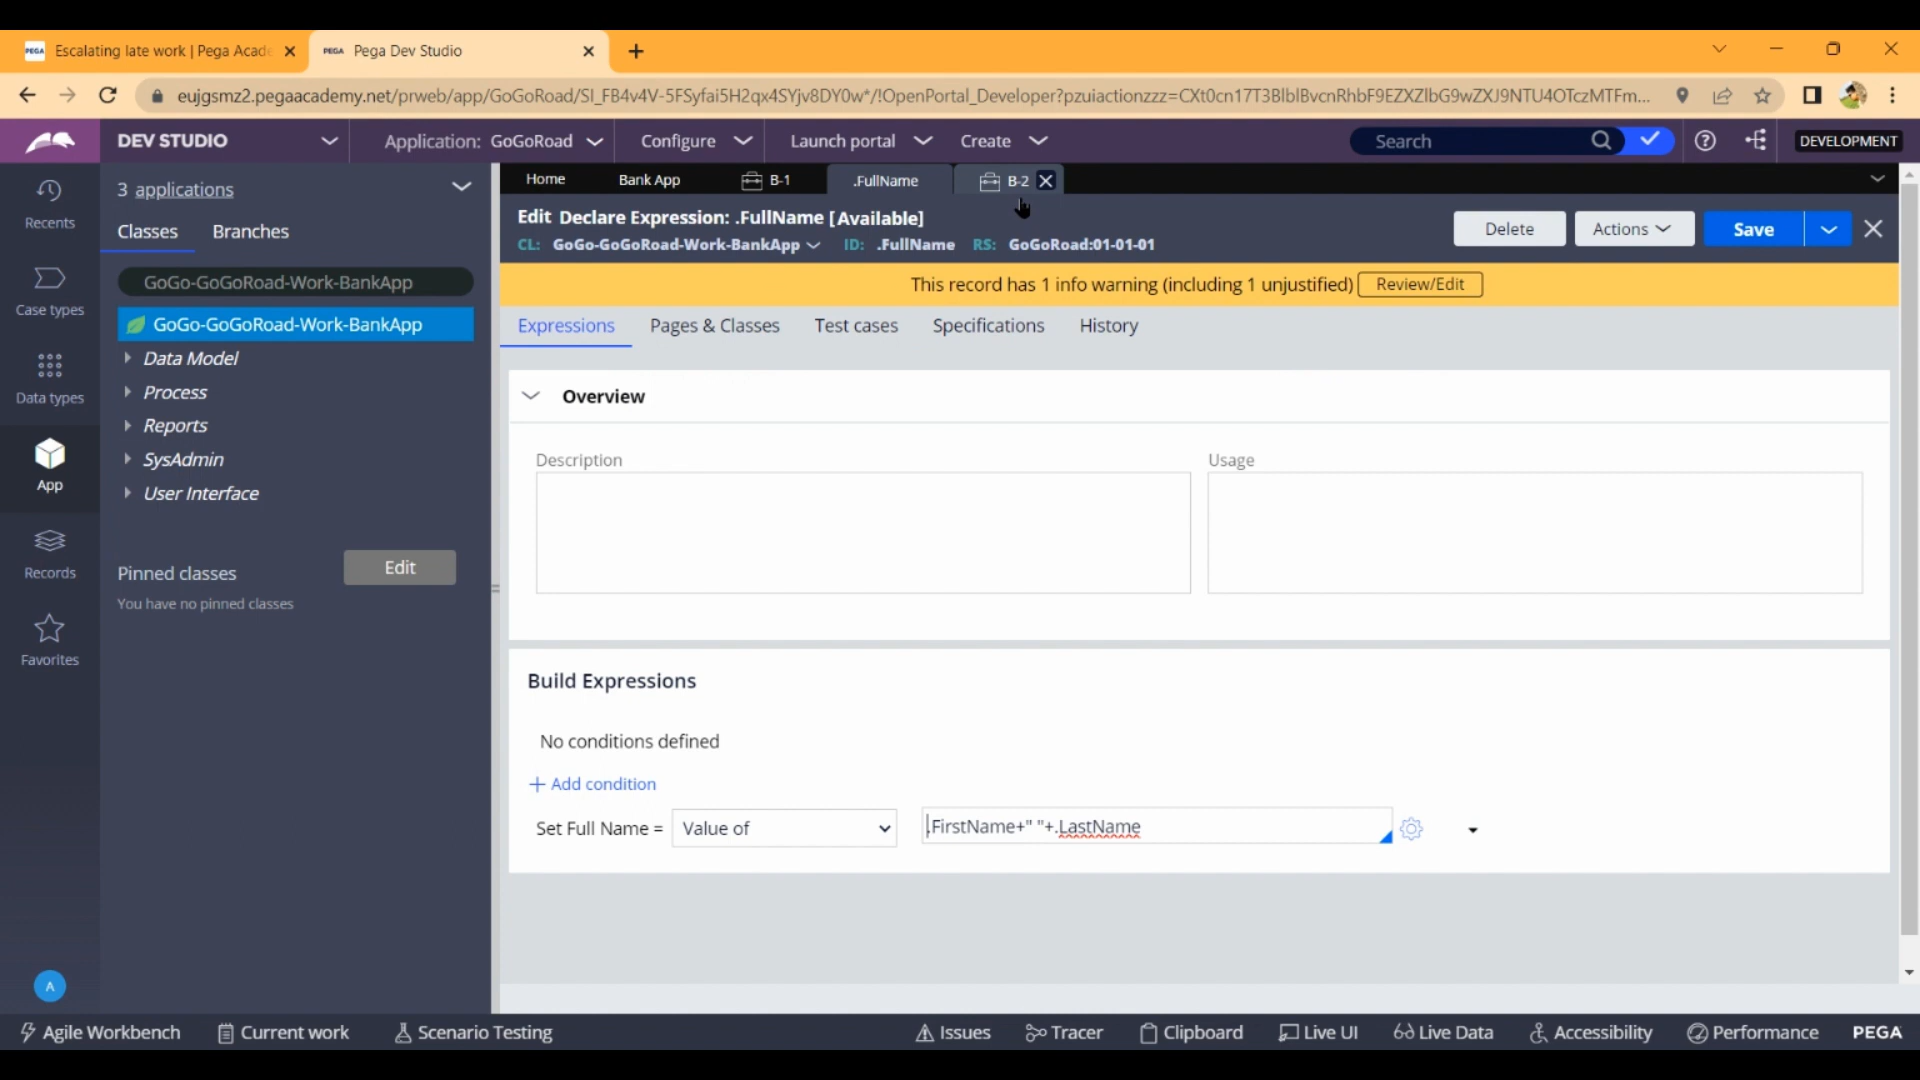 PEGA Escalating late work | Pega Acade
PEGA Pega Dev Studio
eujgsmz2.pegaacademy.net/prweb/app/GoGoRoad/SI_FB4v4V-5FSyfai5H2qx4SYjv8DY0w*/!OpenPortal_Developer?pzuiactionzzz=CXt0cn17T3BlblBvcnRhbF9EZXZlbG9wZXJ9NTU4OTczMTFm...
DEV STUDIO
Application: GoGoRoad
Configure
Launch portal
Create
Search
DEVELOPMENT
Recents
Case types
Data types
App
Records
Favorites
A
3 applications
Classes Branches
GoGo-GoGoRoad-Work-BankApp
GoGo-GoGoRoad-Work-BankApp
Data Model
Process
Reports
SysAdmin
User Interface
Pinned classes Edit
You have no pinned classes
Home Bank App B-1 .FullName B-2
Edit Declare Expression: .FullName [Available]
CL: GoGo-GoGoRoad-Work-BankApp ID: .FullName RS: GoGoRoad:01-01-01
Delete Actions Save
This record has 1 info warning (including 1 unjustified) Review/Edit
Expressions Pages & Classes Test cases Specifications History
Overview
Description Usage
Build Expressions
No conditions defined
+ Add condition
Set Full Name = Value of .FirstName+" "+.LastName
Agile Workbench Current work Scenario Testing Issues Tracer Clipboard Live UI Live Data Accessibility Performance PEGA